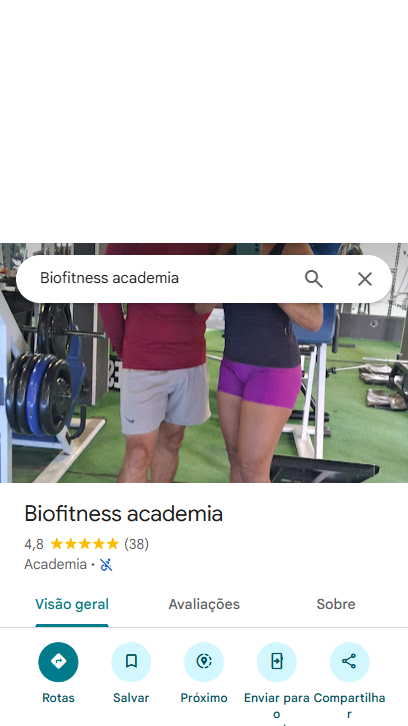 Biofitness academia
Biofitness academia
4,8 (38)
Academia ·
Visão geral Avaliações Sobre
Rotas Salvar Próximo Enviar para o Compartilhar